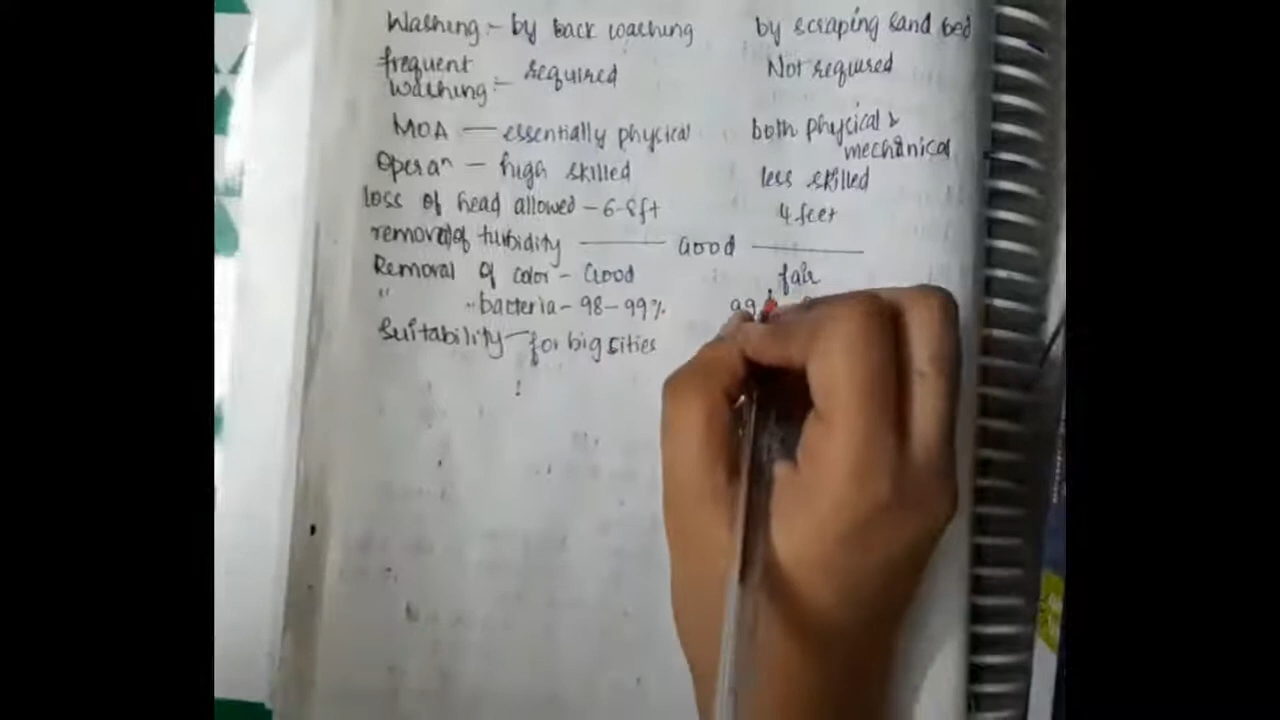 Washing :- by back waching by scraping sand bed
frequent washing :- required Not required
MOA — essentially physical both physical & mechanical
Operaⁿ — high skilled less skilled
loss of head allowed - 6-8ft 4 feet
removal of turbidity — Good —
Removal of color - Good fair
" " bacteria - 98-99% 99.
Suitability - for big cities